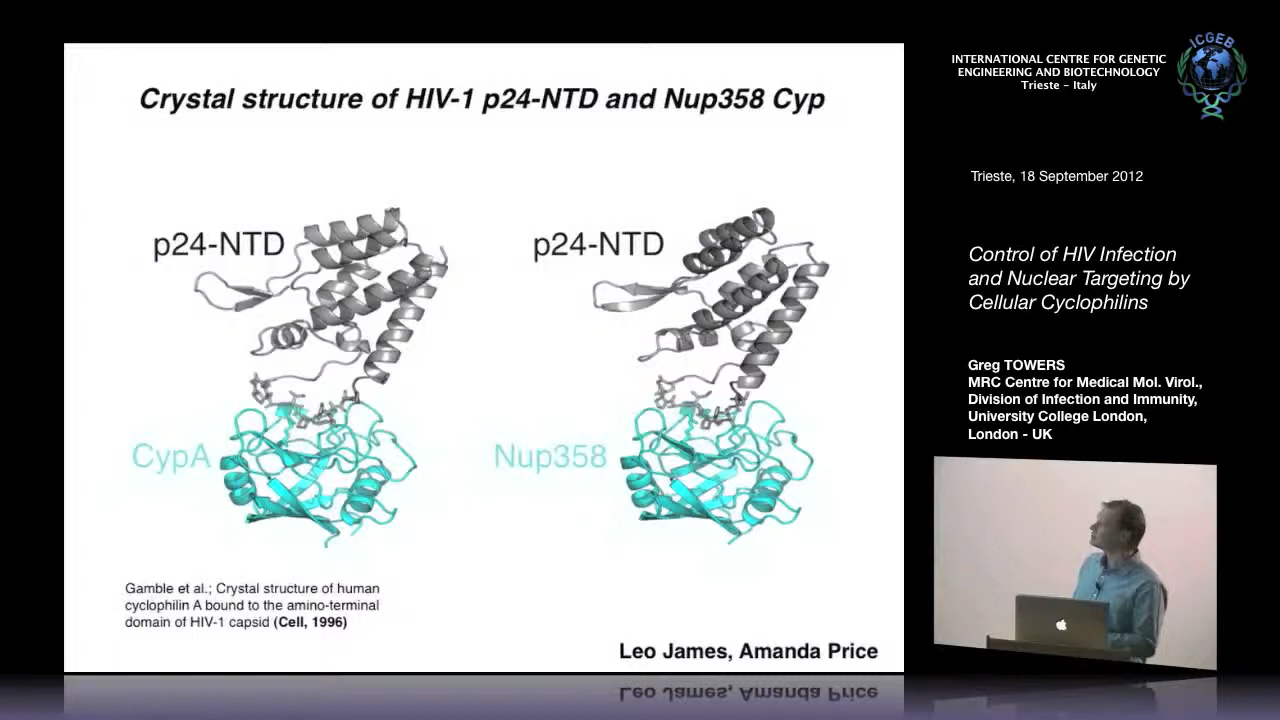 Crystal structure of HIV-1 p24-NTD and Nup358 Cyp
p24-NTD
p24-NTD
CypA
Nup358
Gamble et al.; Crystal structure of human
cyclophilin A bound to the amino-terminal
domain of HIV-1 capsid (Cell, 1996)
Leo James, Amanda Price
INTERNATIONAL CENTRE FOR GENETIC
ENGINEERING AND BIOTECHNOLOGY
Trieste - Italy
ICGEB
Trieste, 18 September 2012
Control of HIV Infection
and Nuclear Targeting by
Cellular Cyclophilins
Greg TOWERS
MRC Centre for Medical Mol. Virol.,
Division of Infection and Immunity,
University College London,
London - UK